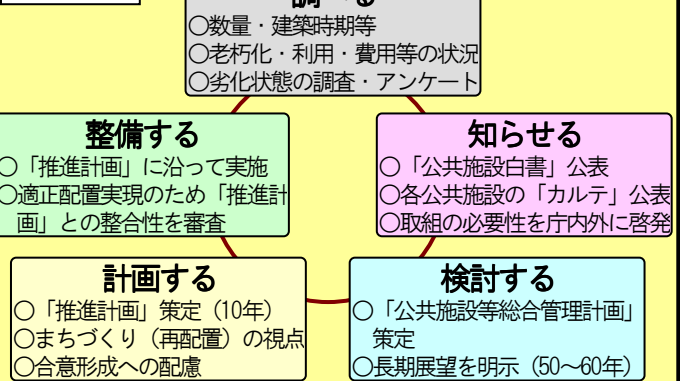 調べる
○数量・建築時期等
○老朽化・利用・費用等の状況
○劣化状態の調査・アンケート
整備する
○「推進計画」に沿って実施
○適正配置実現のため「推進計
画」との整合性を審査
知らせる
○「公共施設白書」公表
○各公共施設の「カルテ」公表
○取組の必要性を庁内外に啓発
計画する
○「推進計画」策定（10年）
○まちづくり（再配置）の視点
○合意形成への配慮
検討する
○「公共施設等総合管理計画」
策定
○長期展望を明示（50～60年）